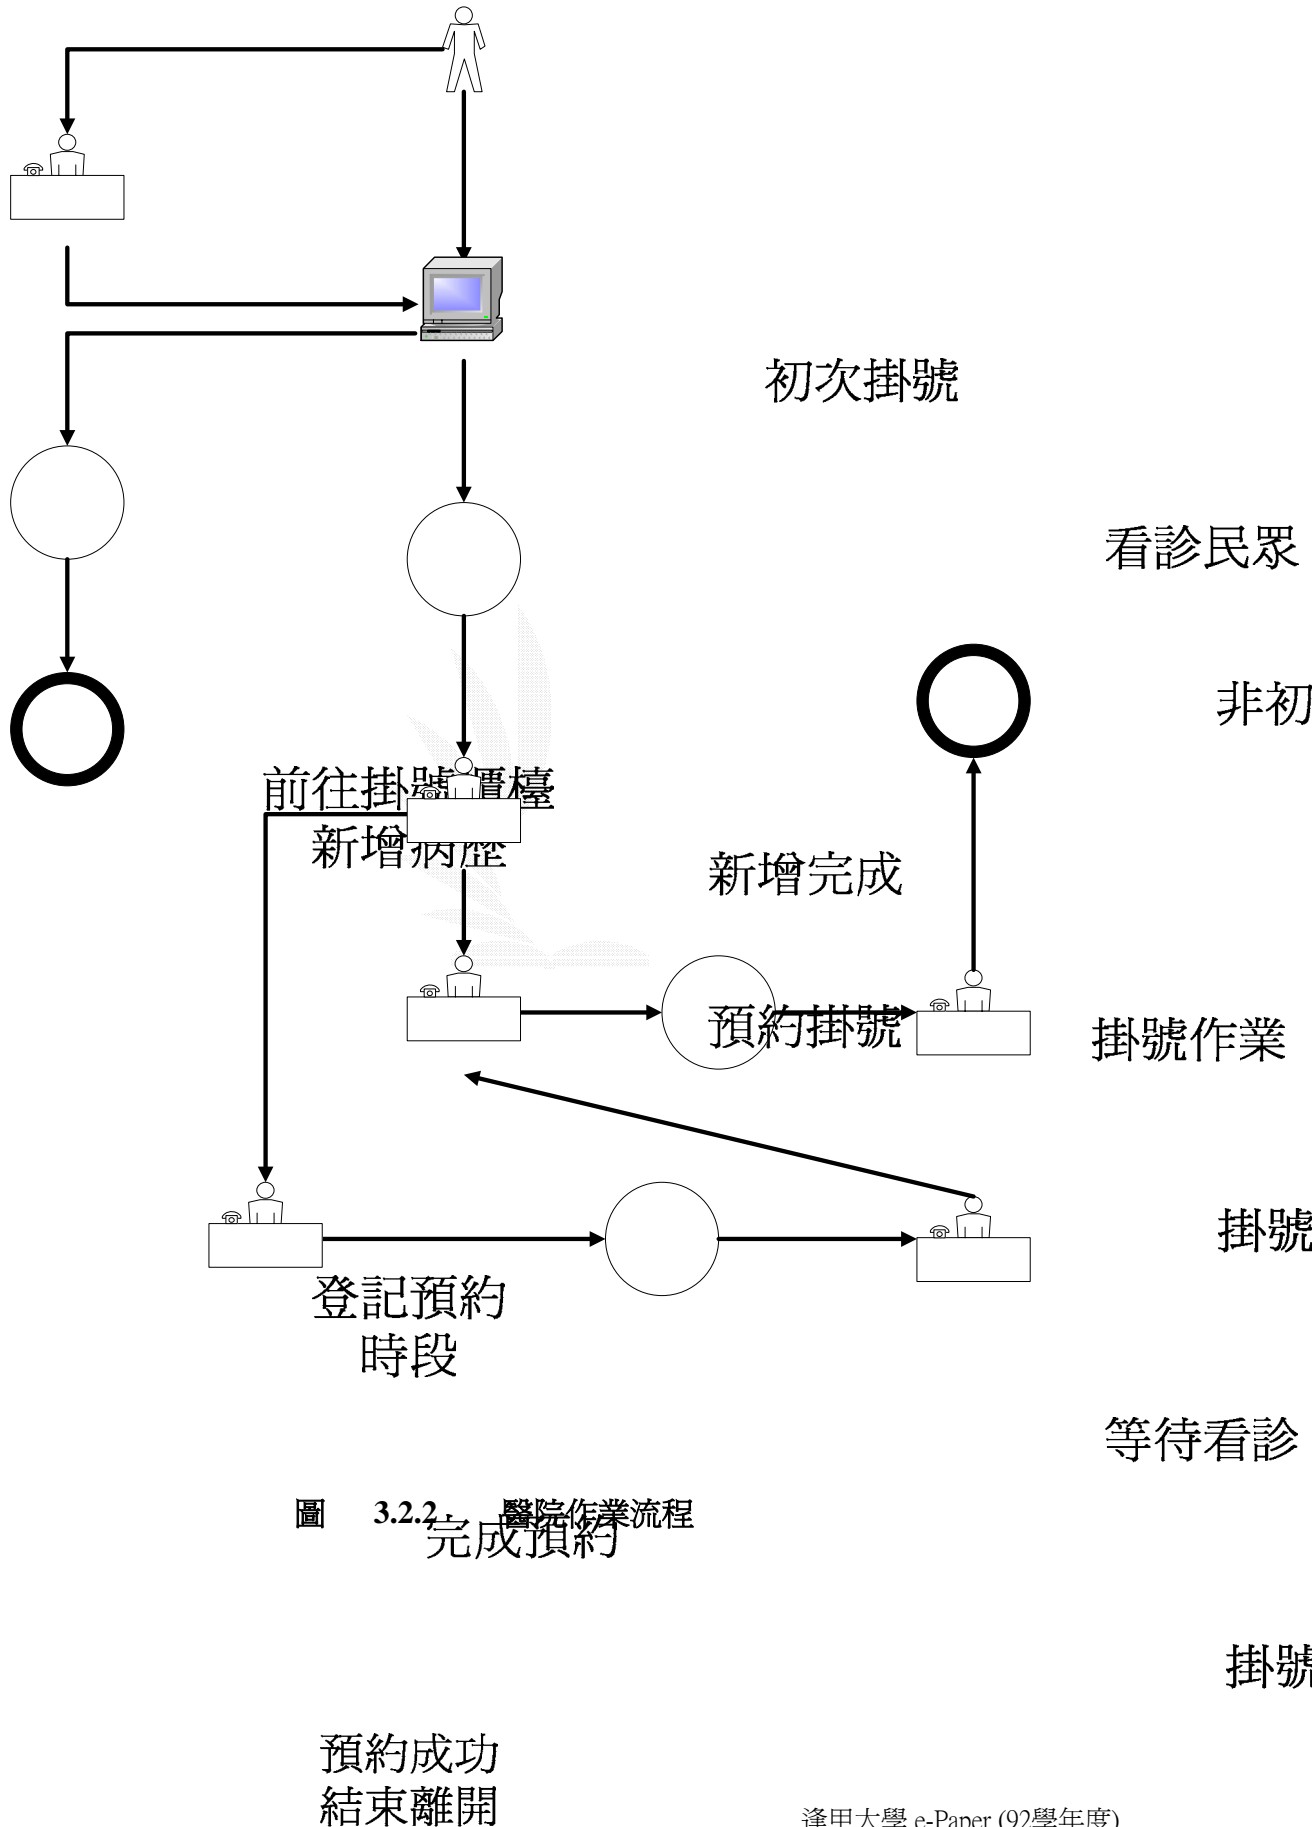 初次掛號
看診民眾
非初
前往掛號櫃檯
新增病歷
新增完成
預約掛號
掛號作業
掛號
登記預約
時段
等待看診
圖 3.2.2 醫院作業流程
完成預約
掛號
預約成功
結束離開
逢甲大學 e-Paper (92學年度)